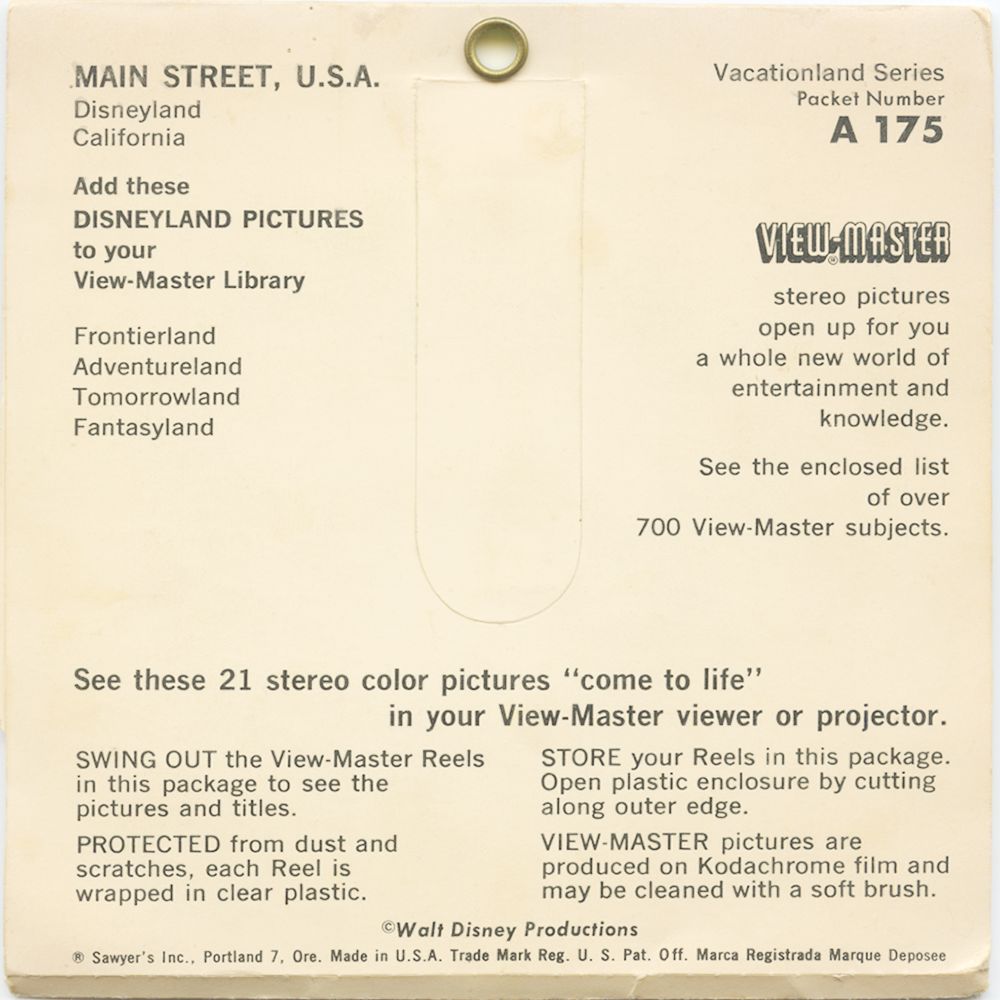 MAIN STREET, U.S.A.
Disneyland
California
Add these
DISNEYLAND PICTURES
to your
View-Master Library
Frontierland
Adventureland
Tomorrowland
Fantasyland
Vacationland Series
Packet Number
A 175
VIEW-MASTER
®
stereo pictures
open up for you
a whole new world of
entertainment and
knowledge.
See the enclosed list
of over
700 View-Master subjects.
See these 21 stereo color pictures “come to life”
in your View-Master viewer or projector.
SWING OUT the View-Master Reels
in this package to see the
pictures and titles.
PROTECTED from dust and
scratches, each Reel is
wrapped in clear plastic.
STORE your Reels in this package.
Open plastic enclosure by cutting
along outer edge.
VIEW-MASTER pictures are
produced on Kodachrome film and
may be cleaned with a soft brush.
©Walt Disney Productions
® Sawyer's Inc., Portland 7, Ore. Made in U.S.A. Trade Mark Reg. U. S. Pat. Off. Marca Registrada Marque Deposee